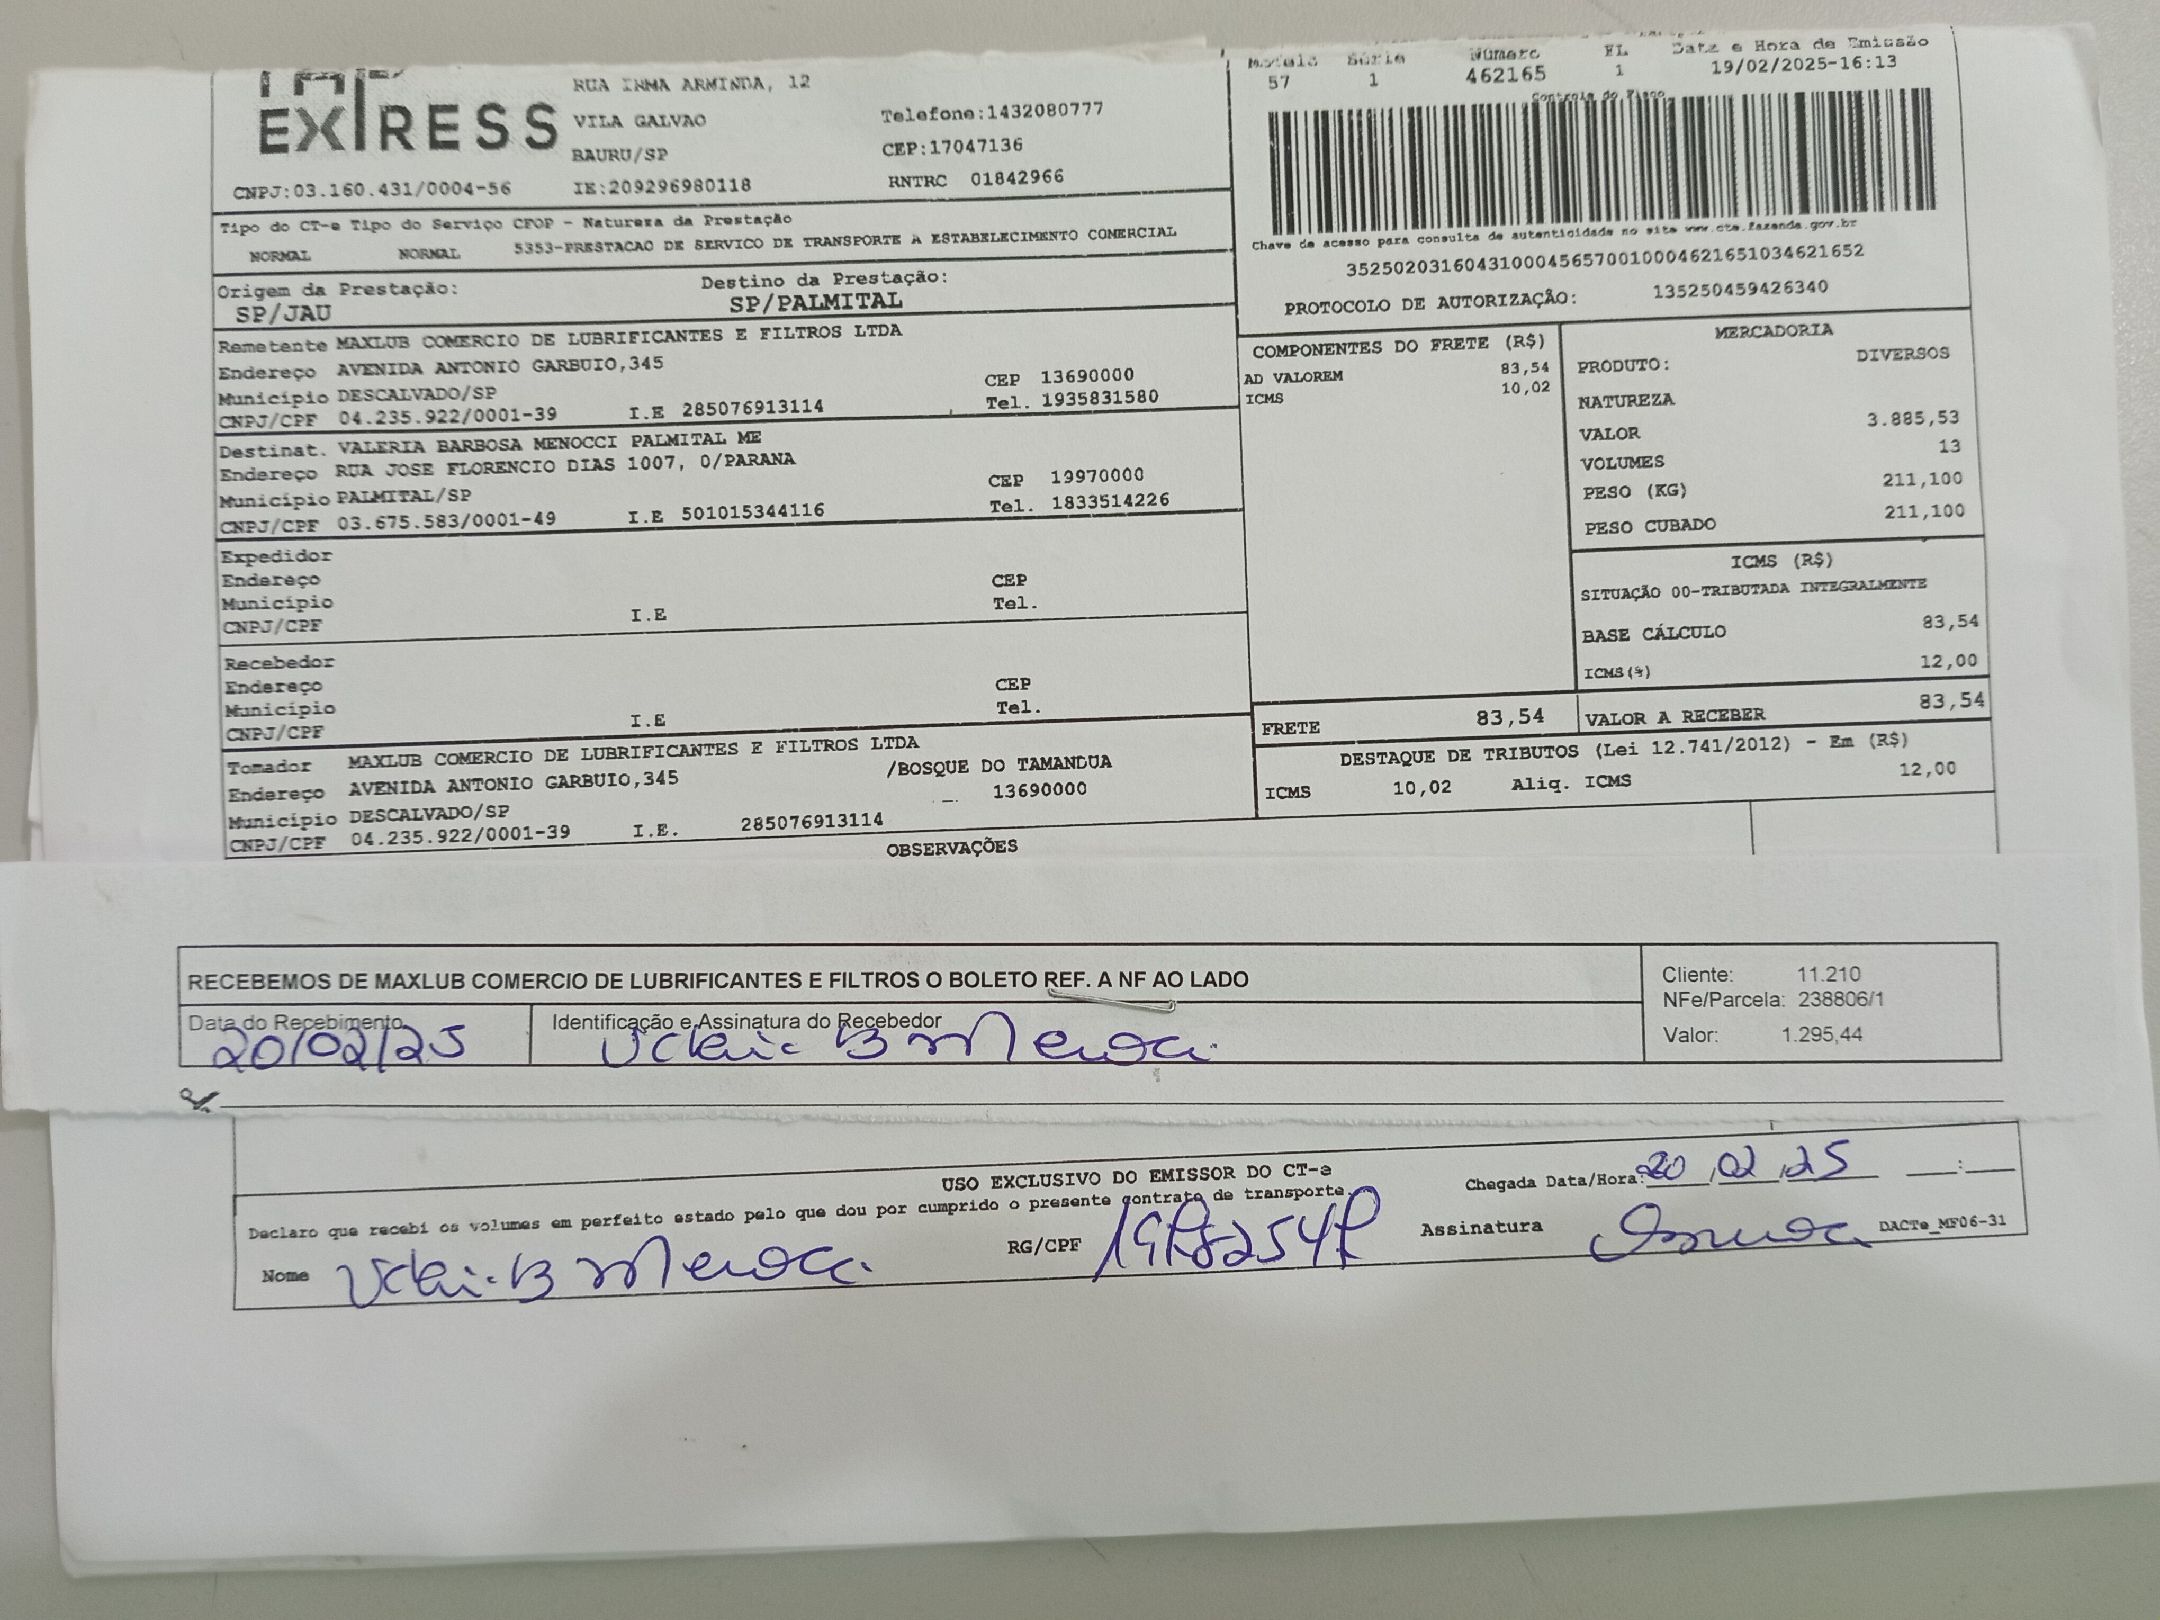 EXPRESS
RUA IRMA ARMINDA, 12
VILA GALVAO
BAURU/SP
Telefone:1432080777
CEP:17047136
CNPJ:03.160.431/0004-56 IE:209296980118 RNTRC 01842966
Modelo Série Número FL Data e Hora de Emissão
57 1 462165 1 19/02/2025-16:13
Controle do Fisco
Chave de acesso para consulta de autenticidade no site www.cte.fazenda.gov.br
35250203160431000456570010004621651034621652
PROTOCOLO DE AUTORIZAÇÃO: 135250459426340
Tipo do CT-e Tipo do Serviço CFOP - Natureza da Prestação
NORMAL NORMAL 5353-PRESTACAO DE SERVICO DE TRANSPORTE A ESTABELECIMENTO COMERCIAL
Origem da Prestação: Destino da Prestação:
SP/JAU SP/PALMITAL
Remetente MAXLUB COMERCIO DE LUBRIFICANTES E FILTROS LTDA
Endereço AVENIDA ANTONIO GARBUIO,345
Município DESCALVADO/SP CEP 13690000
CNPJ/CPF 04.235.922/0001-39 I.E 285076913114 Tel. 1935831580
Destinat. VALERIA BARBOSA MENOCCI PALMITAL ME
Endereço RUA JOSE FLORENCIO DIAS 1007, 0/PARANA
Município PALMITAL/SP CEP 19970000
CNPJ/CPF 03.675.583/0001-49 I.E 501015344116 Tel. 1833514226
Expedidor
Endereço
Município CEP
CNPJ/CPF I.E Tel.
Recebedor
Endereço
Município CEP
CNPJ/CPF I.E Tel.
Tomador MAXLUB COMERCIO DE LUBRIFICANTES E FILTROS LTDA
Endereço AVENIDA ANTONIO GARBUIO,345 /BOSQUE DO TAMANDUA
Município DESCALVADO/SP 13690000
CNPJ/CPF 04.235.922/0001-39 I.E. 285076913114
OBSERVAÇÕES
COMPONENTES DO FRETE (R$)
AD VALOREM 83,54
ICMS 10,02
MERCADORIA
PRODUTO: DIVERSOS
NATUREZA
VALOR 3.885,53
VOLUMES 13
PESO (KG) 211,100
PESO CUBADO 211,100
ICMS (R$)
SITUAÇÃO 00-TRIBUTADA INTEGRALMENTE
BASE CÁLCULO 83,54
ICMS(%) 12,00
FRETE 83,54 VALOR A RECEBER 83,54
DESTAQUE DE TRIBUTOS (Lei 12.741/2012) - Em (R$)
ICMS 10,02 Aliq. ICMS 12,00
RECEBEMOS DE MAXLUB COMERCIO DE LUBRIFICANTES E FILTROS O BOLETO REF. A NF AO LADO
Data do Recebimento Identificação e Assinatura do Recebedor
20/02/25
Cliente: 11.210
NFe/Parcela: 238806/1
Valor: 1.295,44
USO EXCLUSIVO DO EMISSOR DO CT-e
Declaro que recebi os volumes em perfeito estado pelo que dou por cumprido o presente contrato de transporte.
Chegada Data/Hora: 20/02/25 :
Nome RG/CPF Assinatura DACTe_MF06-31